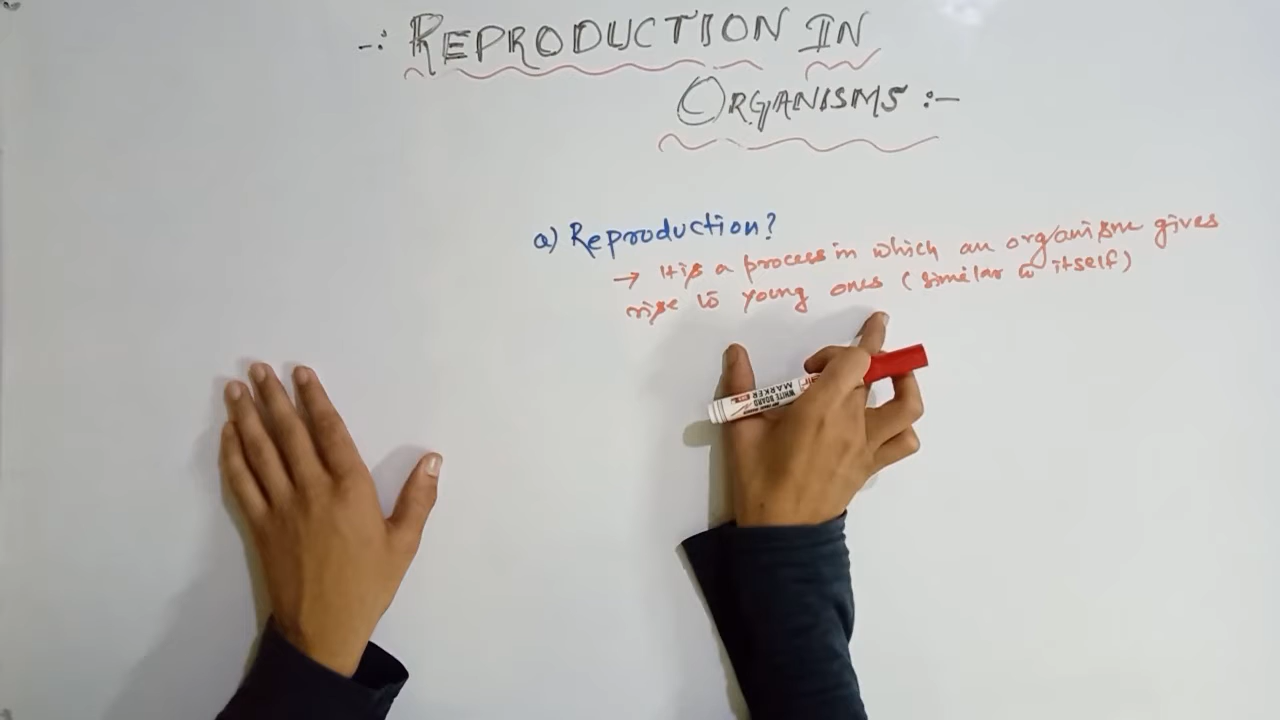 -: REPRODUCTION IN
ORGANISMS :-
a) Reproduction?
→ It is a process in which an organism gives
rise to young ones (similar to itself)
WHITE BOARD
MARKER